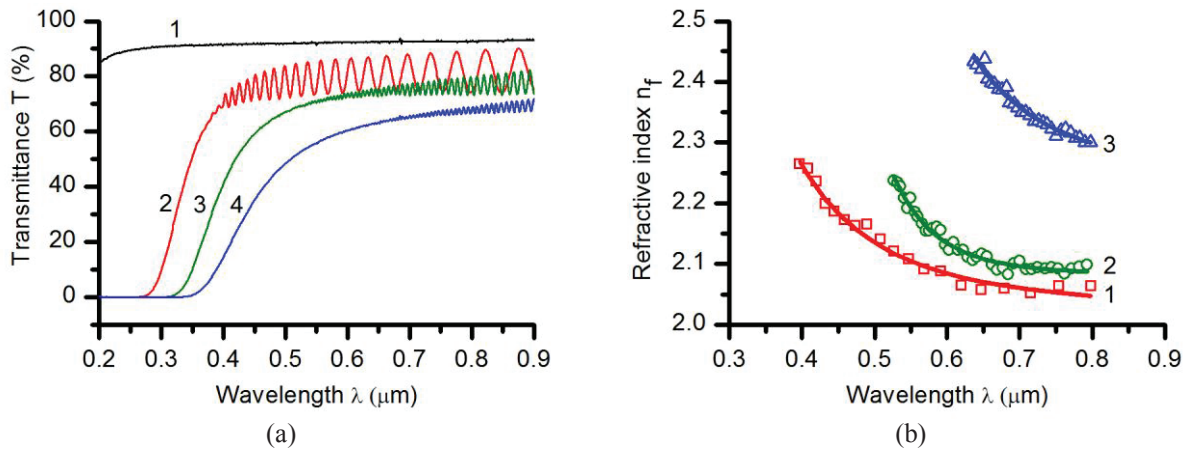 100
80
60
40
20
0
Transmittance T (%)
1
2
3
4
0.2 0.3 0.4 0.5 0.6 0.7 0.8 0.9
Wavelength λ (μm)
(a)
2.5
2.4
2.3
2.2
2.1
2.0
Refractive index nf
3
2
1
0.3 0.4 0.5 0.6 0.7 0.8 0.9
Wavelength λ (μm)
(b)